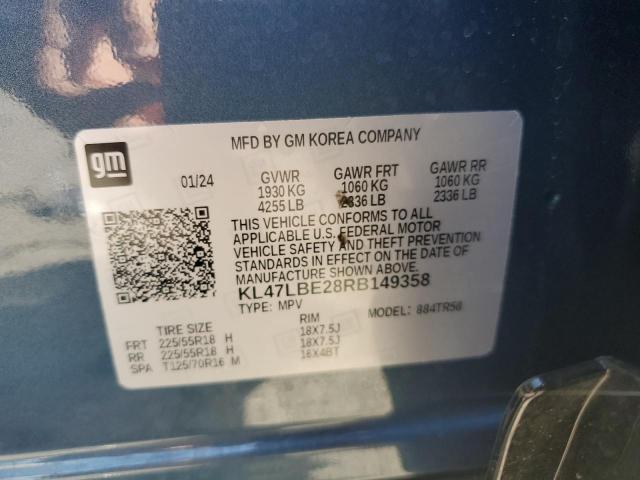 gm
MFD BY GM KOREA COMPANY
01/24 GVWR GAWR FRT GAWR RR
1930 KG 1060 KG 1060 KG
4255 LB 2336 LB 2336 LB
THIS VEHICLE CONFORMS TO ALL
APPLICABLE U.S. FEDERAL MOTOR
VEHICLE SAFETY AND THEFT PREVENTION
STANDARDS IN EFFECT ON THE DATE OF
MANUFACTURE SHOWN ABOVE.
KL47LBE28RB149358
TYPE: MPV MODEL: 884TR58
TIRE SIZE RIM
FRT 225/55R18 H 18X7.5J
RR 225/55R18 H 18X7.5J
SPA T125/70R16 M 16X4BT